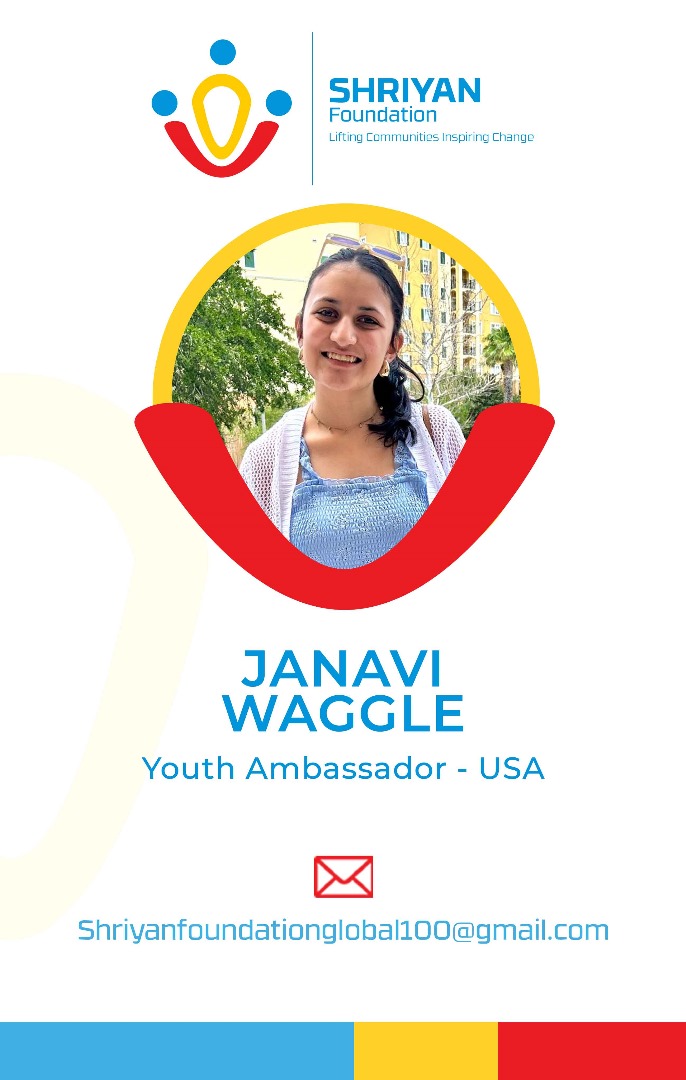 SHRIYAN
Foundation
Lifting Communities Inspiring Change
JANAVI
WAGGLE
Youth Ambassador - USA
Shriyanfoundationglobal100@gmail.com